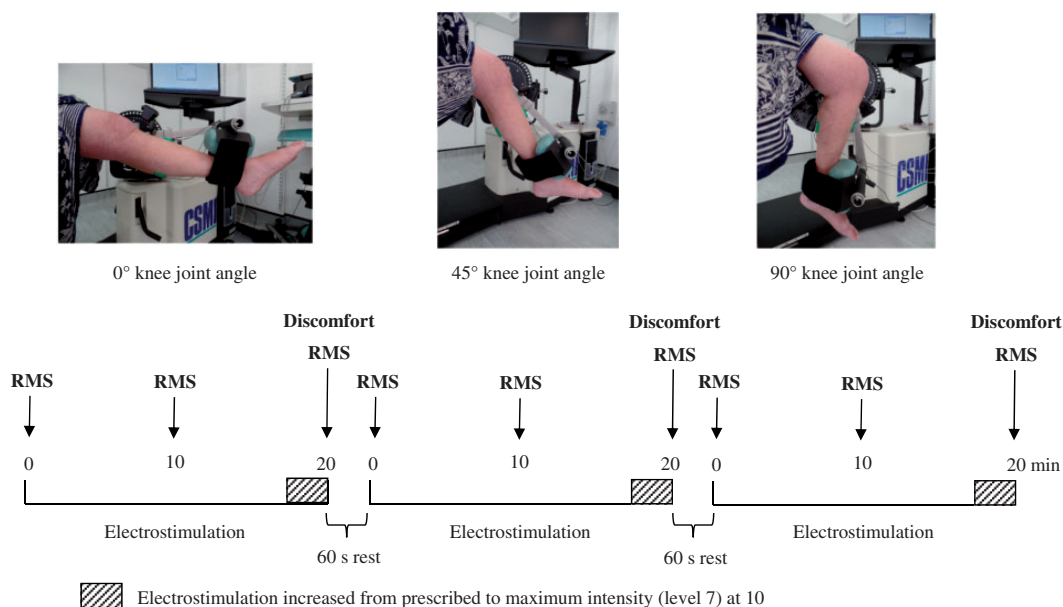 CSMI
CSMI
CSMI
0° knee joint angle
45° knee joint angle
90° knee joint angle
Discomfort
Discomfort
Discomfort
RMS
RMS
RMS
RMS
RMS
RMS
RMS
RMS
RMS
0
10
20
0
10
20
0
10
20 min
Electrostimulation
Electrostimulation
Electrostimulation
60 s rest
60 s rest
Electrostimulation increased from prescribed to maximum intensity (level 7) at 10